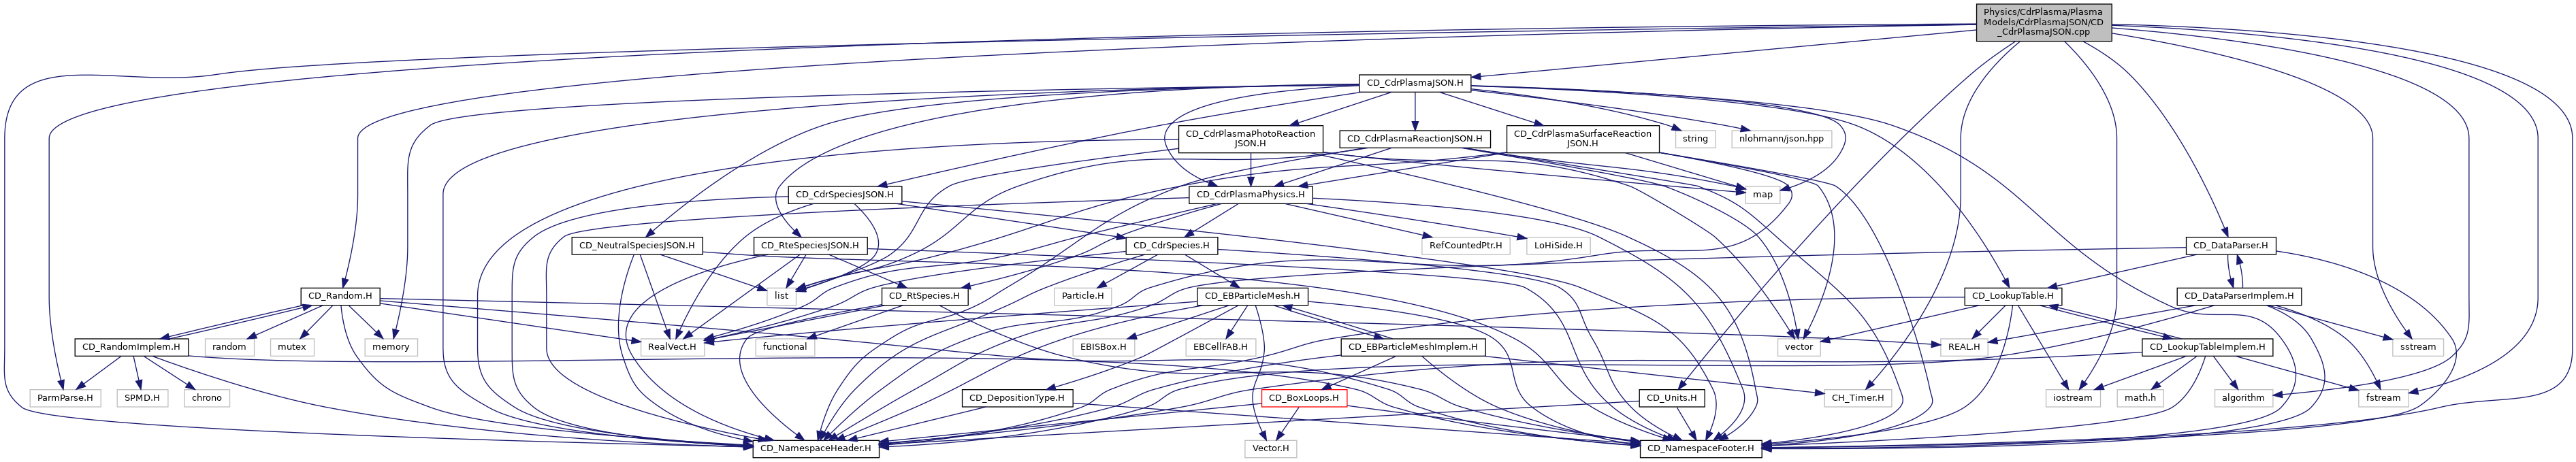 Physics/CdrPlasma/Plasma
Models/CdrPlasmaJSON/CD
_CdrPlasmaJSON.cpp
CD_CdrPlasmaJSON.H
CD_CdrPlasmaPhotoReaction
JSON.H
CD_CdrPlasmaReactionJSON.H
CD_CdrPlasmaSurfaceReaction
JSON.H
string
nlohmann/json.hpp
CD_CdrSpeciesJSON.H
CD_CdrPlasmaPhysics.H
map
CD_NeutralSpeciesJSON.H
CD_RteSpeciesJSON.H
CD_CdrSpecies.H
RefCountedPtr.H
LoHiSide.H
CD_DataParser.H
CD_Random.H
list
CD_RtSpecies.H
Particle.H
CD_EBParticleMesh.H
CD_LookupTable.H
CD_DataParserImplem.H
CD_RandomImplem.H
random
mutex
memory
RealVect.H
functional
EBISBox.H
EBCellFAB.H
CD_EBParticleMeshImplem.H
vector
REAL.H
CD_LookupTableImplem.H
sstream
ParmParse.H
SPMD.H
chrono
CD_DepositionType.H
CD_BoxLoops.H
CD_Units.H
CH_Timer.H
iostream
math.h
algorithm
fstream
CD_NamespaceHeader.H
Vector.H
CD_NamespaceFooter.H